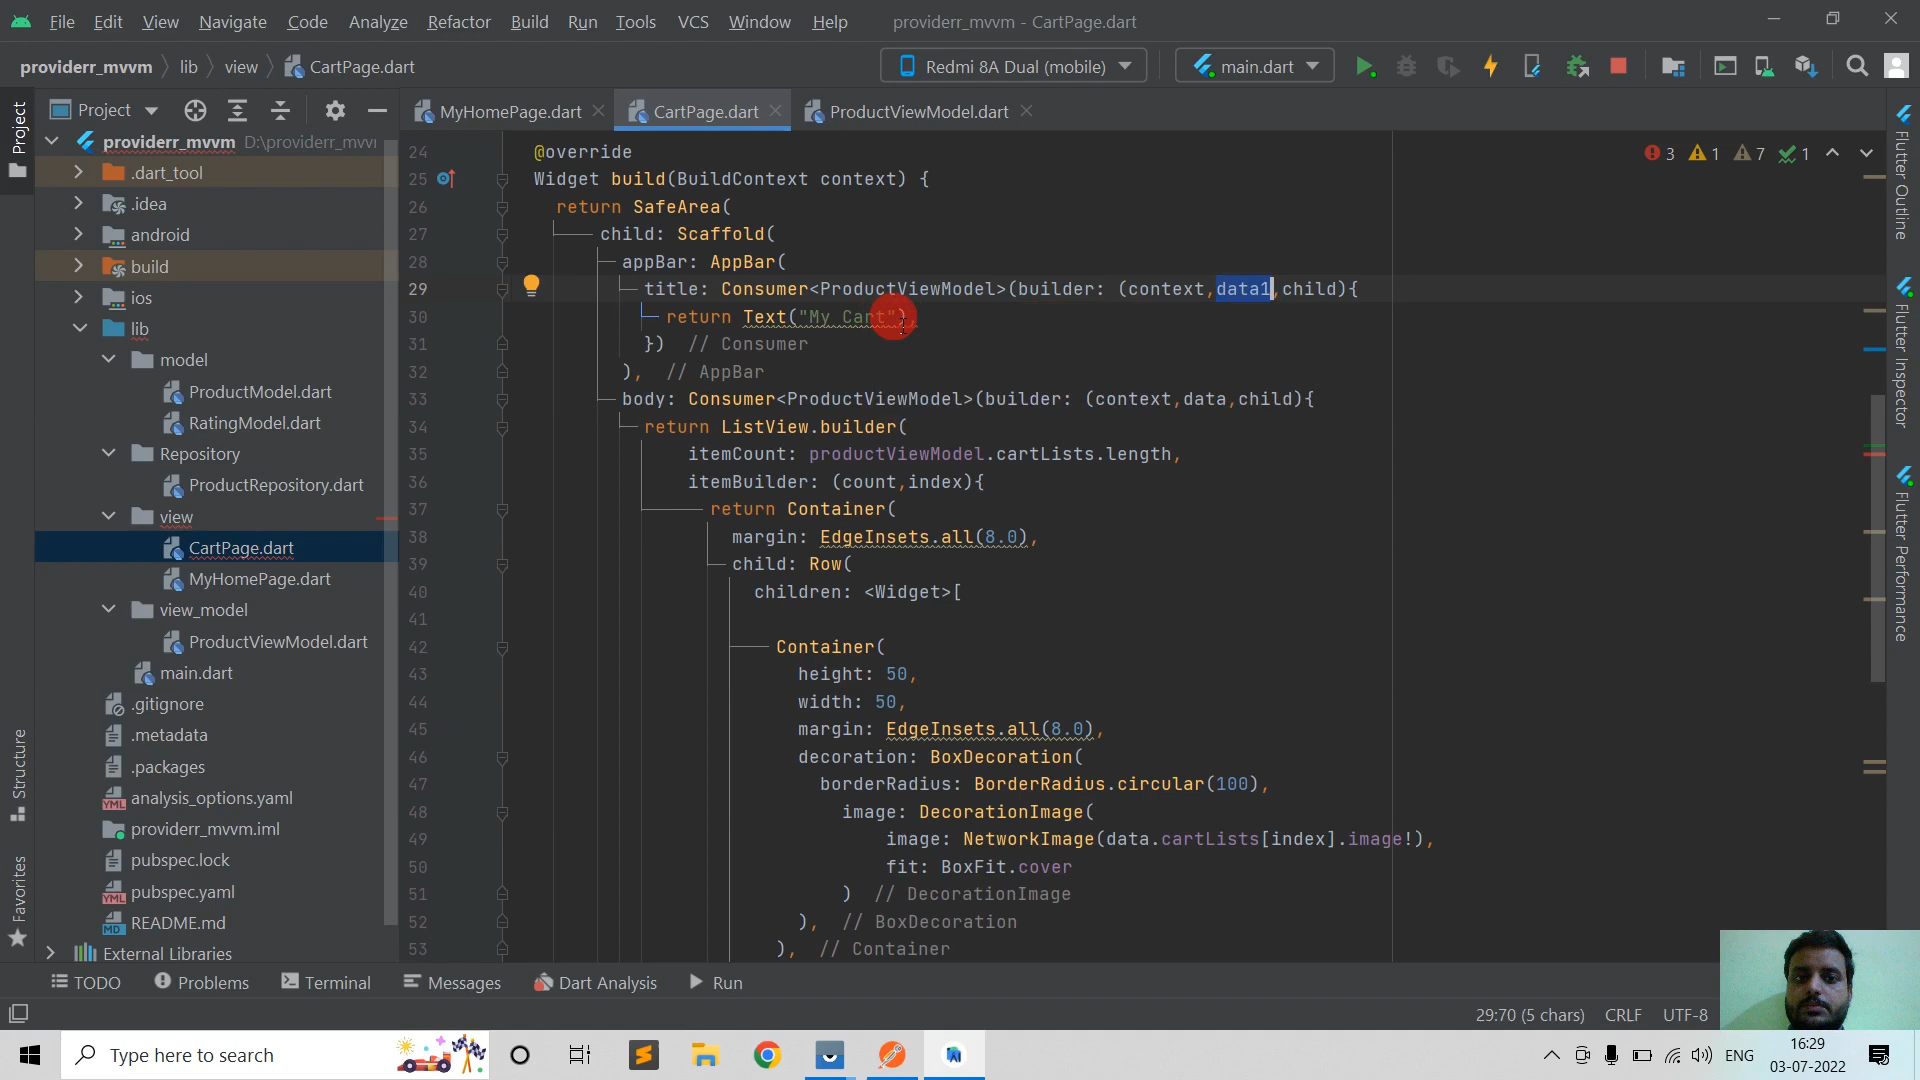 File Edit View Navigate Code Analyze Refactor Build Run Tools VCS Window Help providerr_mvvm - CartPage.dart
providerr_mvvm lib view CartPage.dart Redmi 8A Dual (mobile) main.dart
Project MyHomePage.dart CartPage.dart ProductViewModel.dart
Project
Structure
Favorites
providerr_mvvm D:\providerr_mvvi
.dart_tool
.idea
android
build
ios
lib
model
ProductModel.dart
RatingModel.dart
Repository
ProductRepository.dart
view
CartPage.dart
MyHomePage.dart
view_model
ProductViewModel.dart
main.dart
.gitignore
.metadata
.packages
analysis_options.yaml
providerr_mvvm.iml
pubspec.lock
pubspec.yaml
README.md
External Libraries
3 1 7 1
24 @override
25 Widget build(BuildContext context) {
26 return SafeArea(
27 child: Scaffold(
28 appBar: AppBar(
29 title: Consumer<ProductViewModel>(builder: (context,data1,child){
30 return Text("My Cart"),
31 }) // Consumer
32 ), // AppBar
33 body: Consumer<ProductViewModel>(builder: (context,data,child){
34 return ListView.builder(
35 itemCount: productViewModel.cartLists.length,
36 itemBuilder: (count,index){
37 return Container(
38 margin: EdgeInsets.all(8.0),
39 child: Row(
40 children: <Widget>[
41
42 Container(
43 height: 50,
44 width: 50,
45 margin: EdgeInsets.all(8.0),
46 decoration: BoxDecoration(
47 borderRadius: BorderRadius.circular(100),
48 image: DecorationImage(
49 image: NetworkImage(data.cartLists[index].image!),
50 fit: BoxFit.cover
51 ) // DecorationImage
52 ), // BoxDecoration
53 ), // Container
Flutter Outline
Flutter Inspector
Flutter Performance
TODO Problems Terminal Messages Dart Analysis Run
29:70 (5 chars) CRLF UTF-8
Type here to search
ENG
16:29
03-07-2022